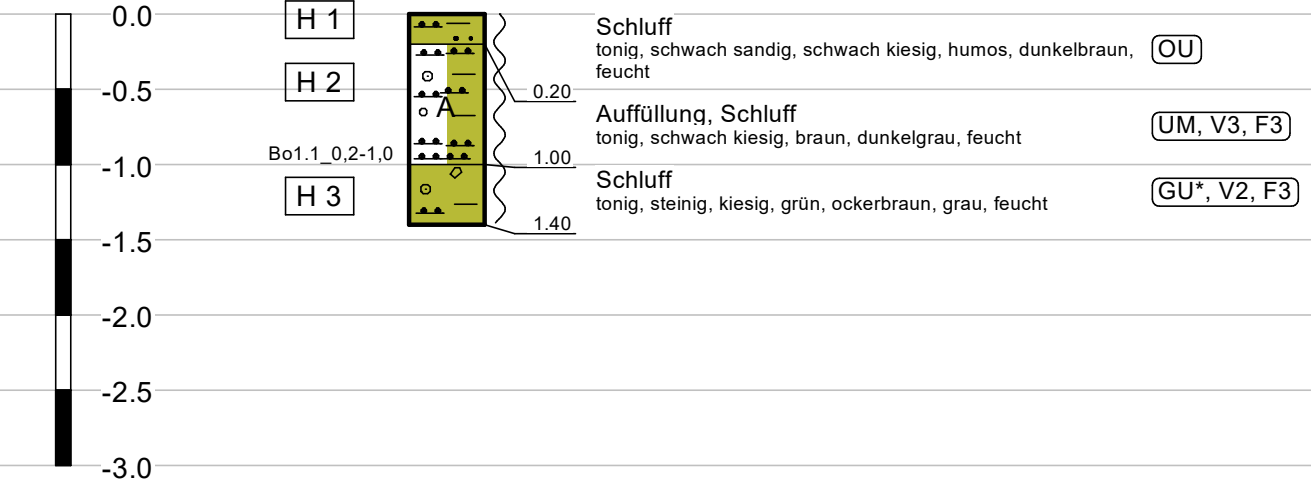 0.0
H 1
Schluff
tonig, schwach sandig, schwach kiesig, humos, dunkelbraun,
feucht
OU
-0.5
H 2
A
0.20
Auffüllung, Schluff
tonig, schwach kiesig, braun, dunkelgrau, feucht
UM, V3, F3
-1.0
Bo1.1_0,2-1,0
1.00
H 3
Schluff
tonig, steinig, kiesig, grün, ockerbraun, grau, feucht
GU*, V2, F3
1.40
-1.5
-2.0
-2.5
-3.0